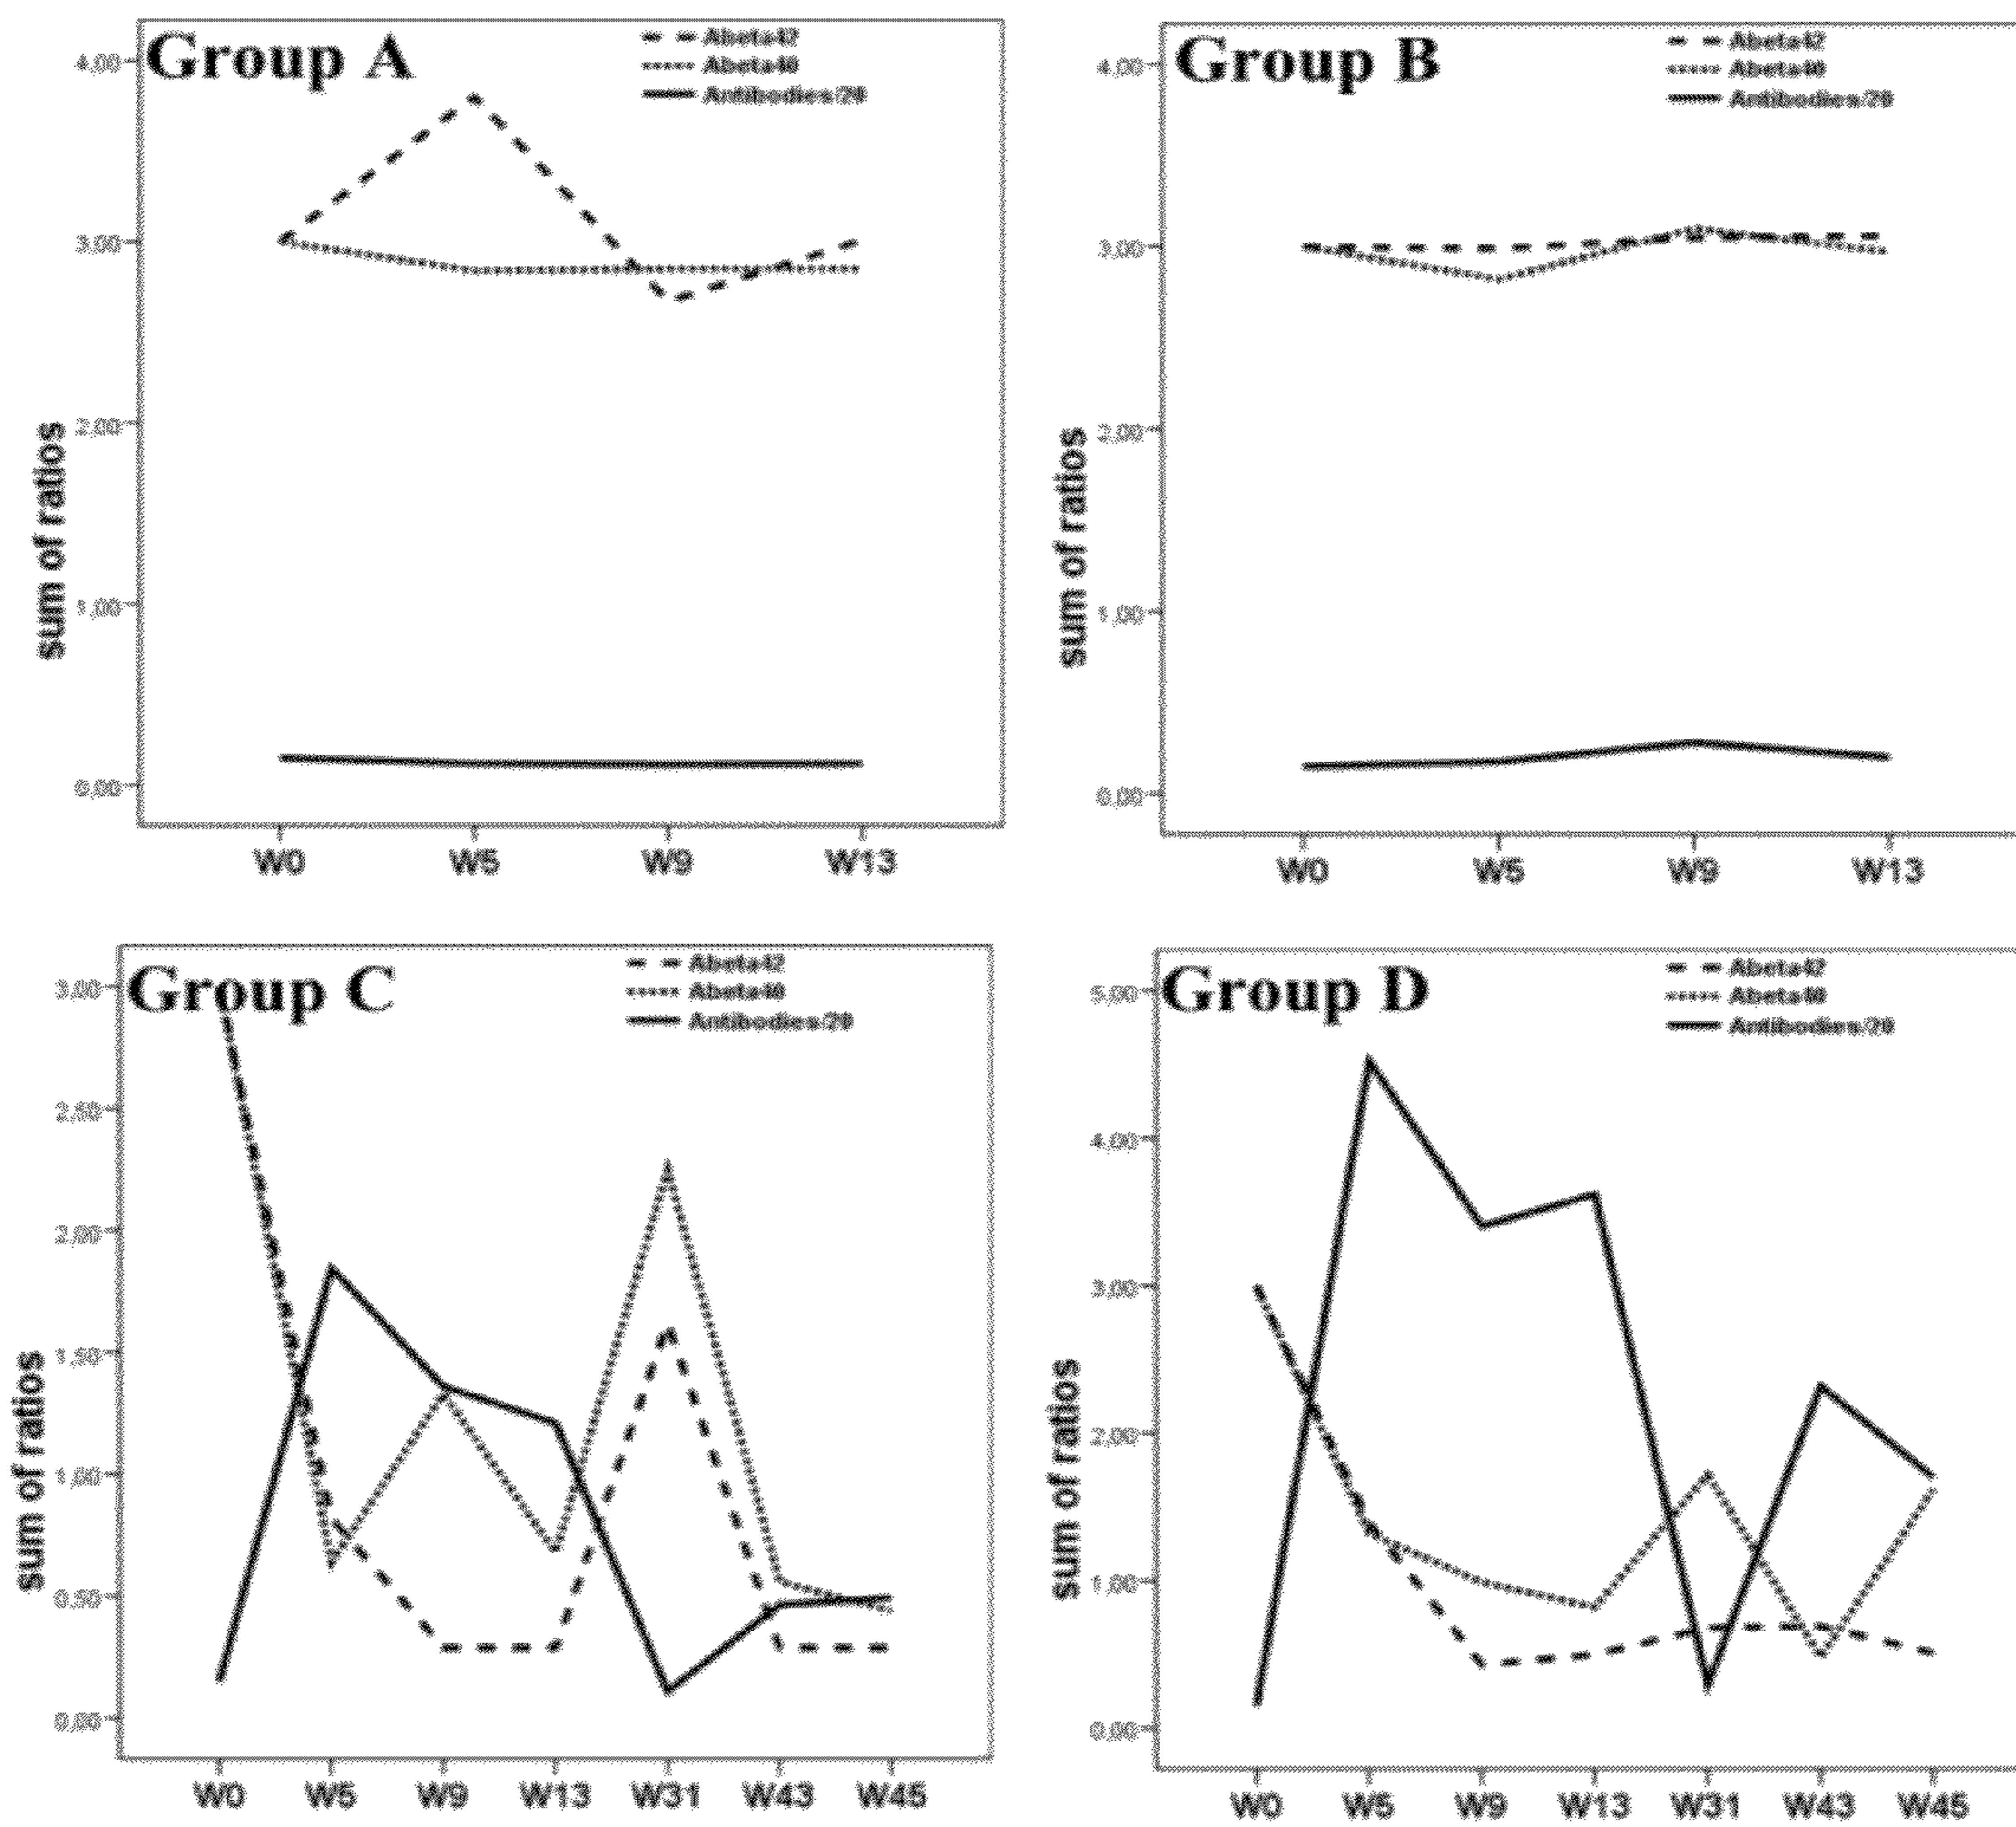 Group A
Abeta42
Abeta40
Antibodies/20
4,00
3,00
2,00
1,00
0,00
sum of ratios
W0 W5 W9 W13
Group B
Abeta42
Abeta40
Antibodies/20
4,00
3,00
2,00
1,00
0,00
sum of ratios
W0 W5 W9 W13
Group C
Abeta42
Abeta40
Antibodies/20
3,00
2,50
2,00
1,50
1,00
0,50
0,00
sum of ratios
W0 W5 W9 W13 W31 W43 W45
Group D
Abeta42
Abeta40
Antibodies/20
5,00
4,00
3,00
2,00
1,00
0,00
sum of ratios
W0 W5 W9 W13 W31 W43 W45